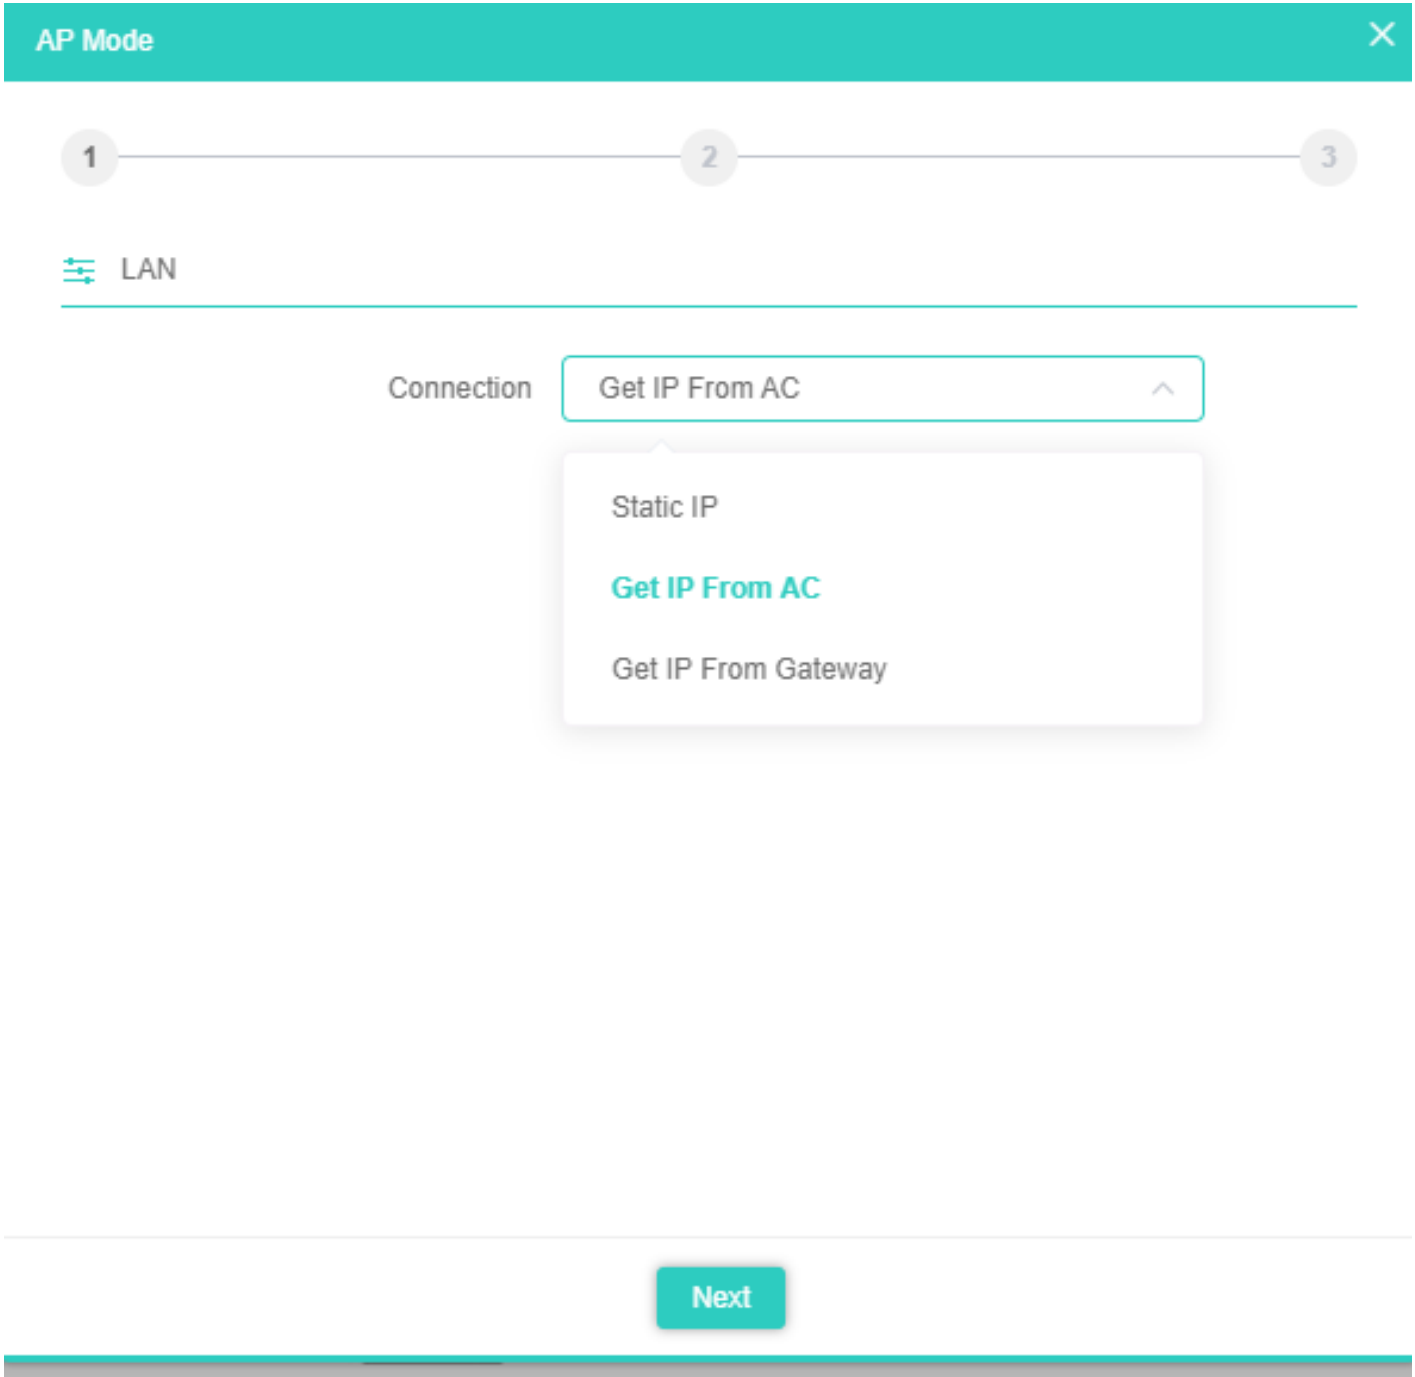 AP Mode
1 2 3
LAN
Connection Get IP From AC
Static IP
Get IP From AC
Get IP From Gateway
Next